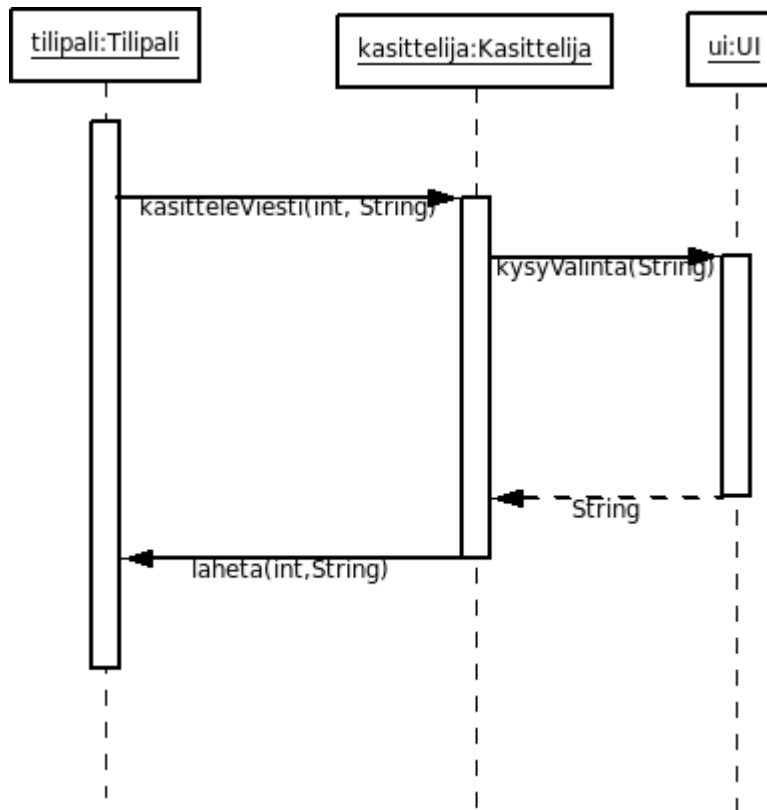 tilipali:Tilipali
kasittelija:Kasittelija
ui:UI
kasitteleViesti(int, String)
kysyValinta(String)
String
laheta(int,String)